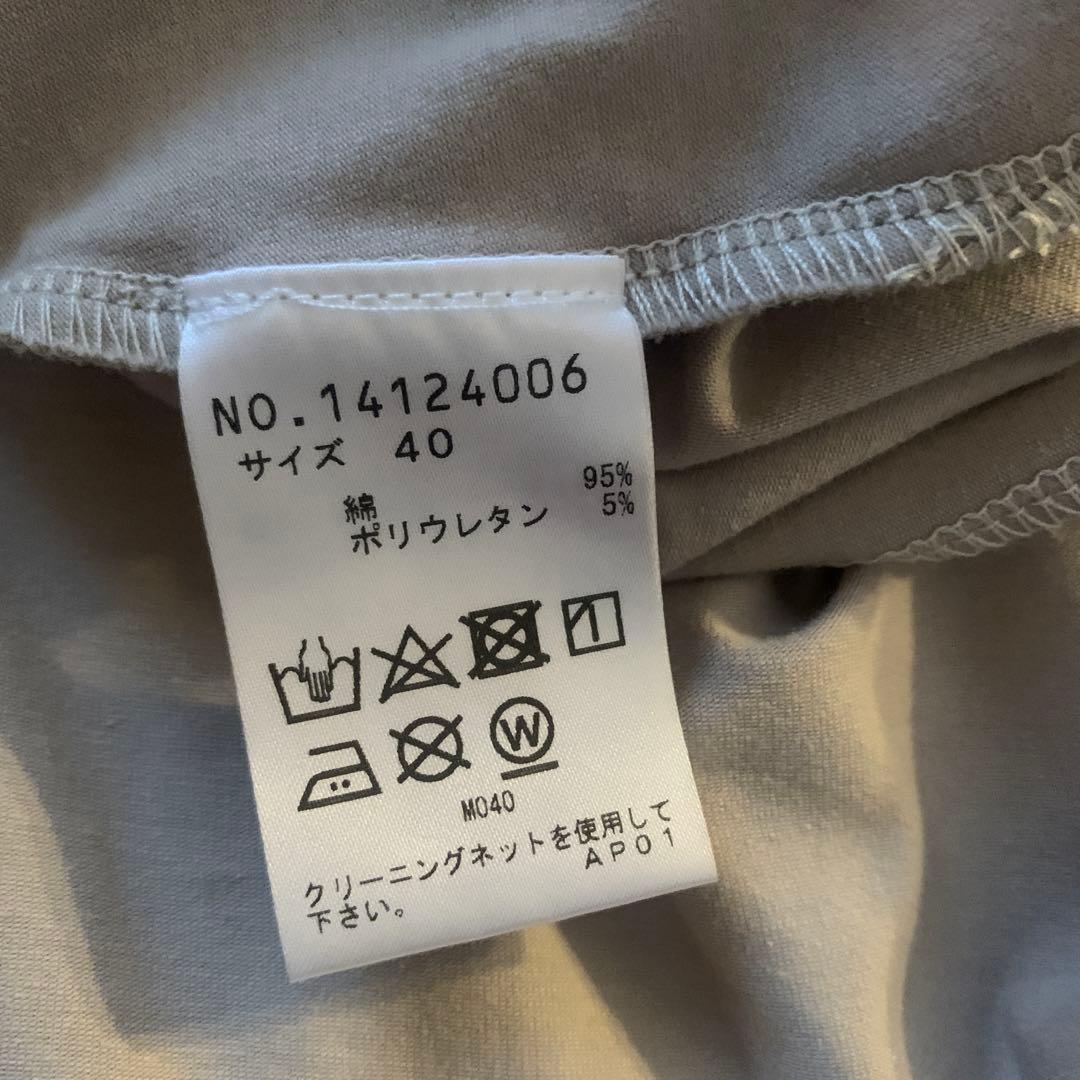 NO.14124006
サイズ 40
綿 95%
ポリウレタン 5%
W
M040
クリーニングネットを使用して
下さい。 AP01